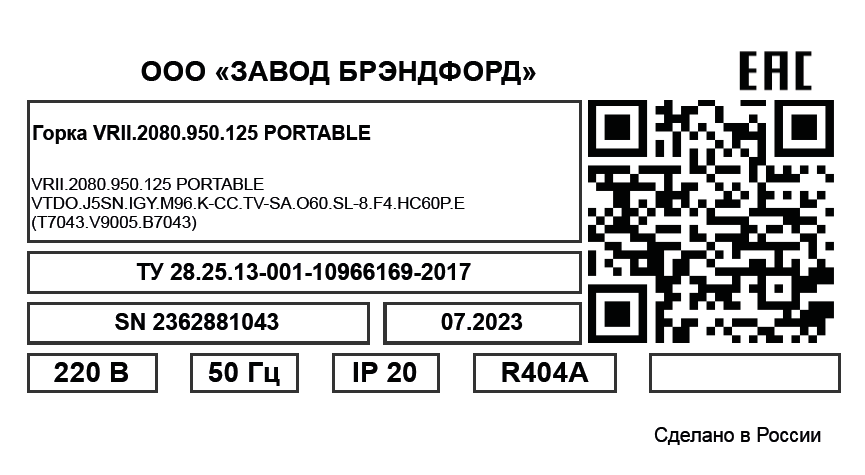 ООО «ЗАВОД БРЭНДФОРД»
EAC
Горка VRII.2080.950.125 PORTABLE
VRII.2080.950.125 PORTABLE
VTDO.J5SN.IGY.M96.K-CC.TV-SA.O60.SL-8.F4.HC60P.E
(T7043.V9005.B7043)
ТУ 28.25.13-001-10966169-2017
SN 2362881043
07.2023
220 В
50 Гц
IP 20
R404A
Сделано в России